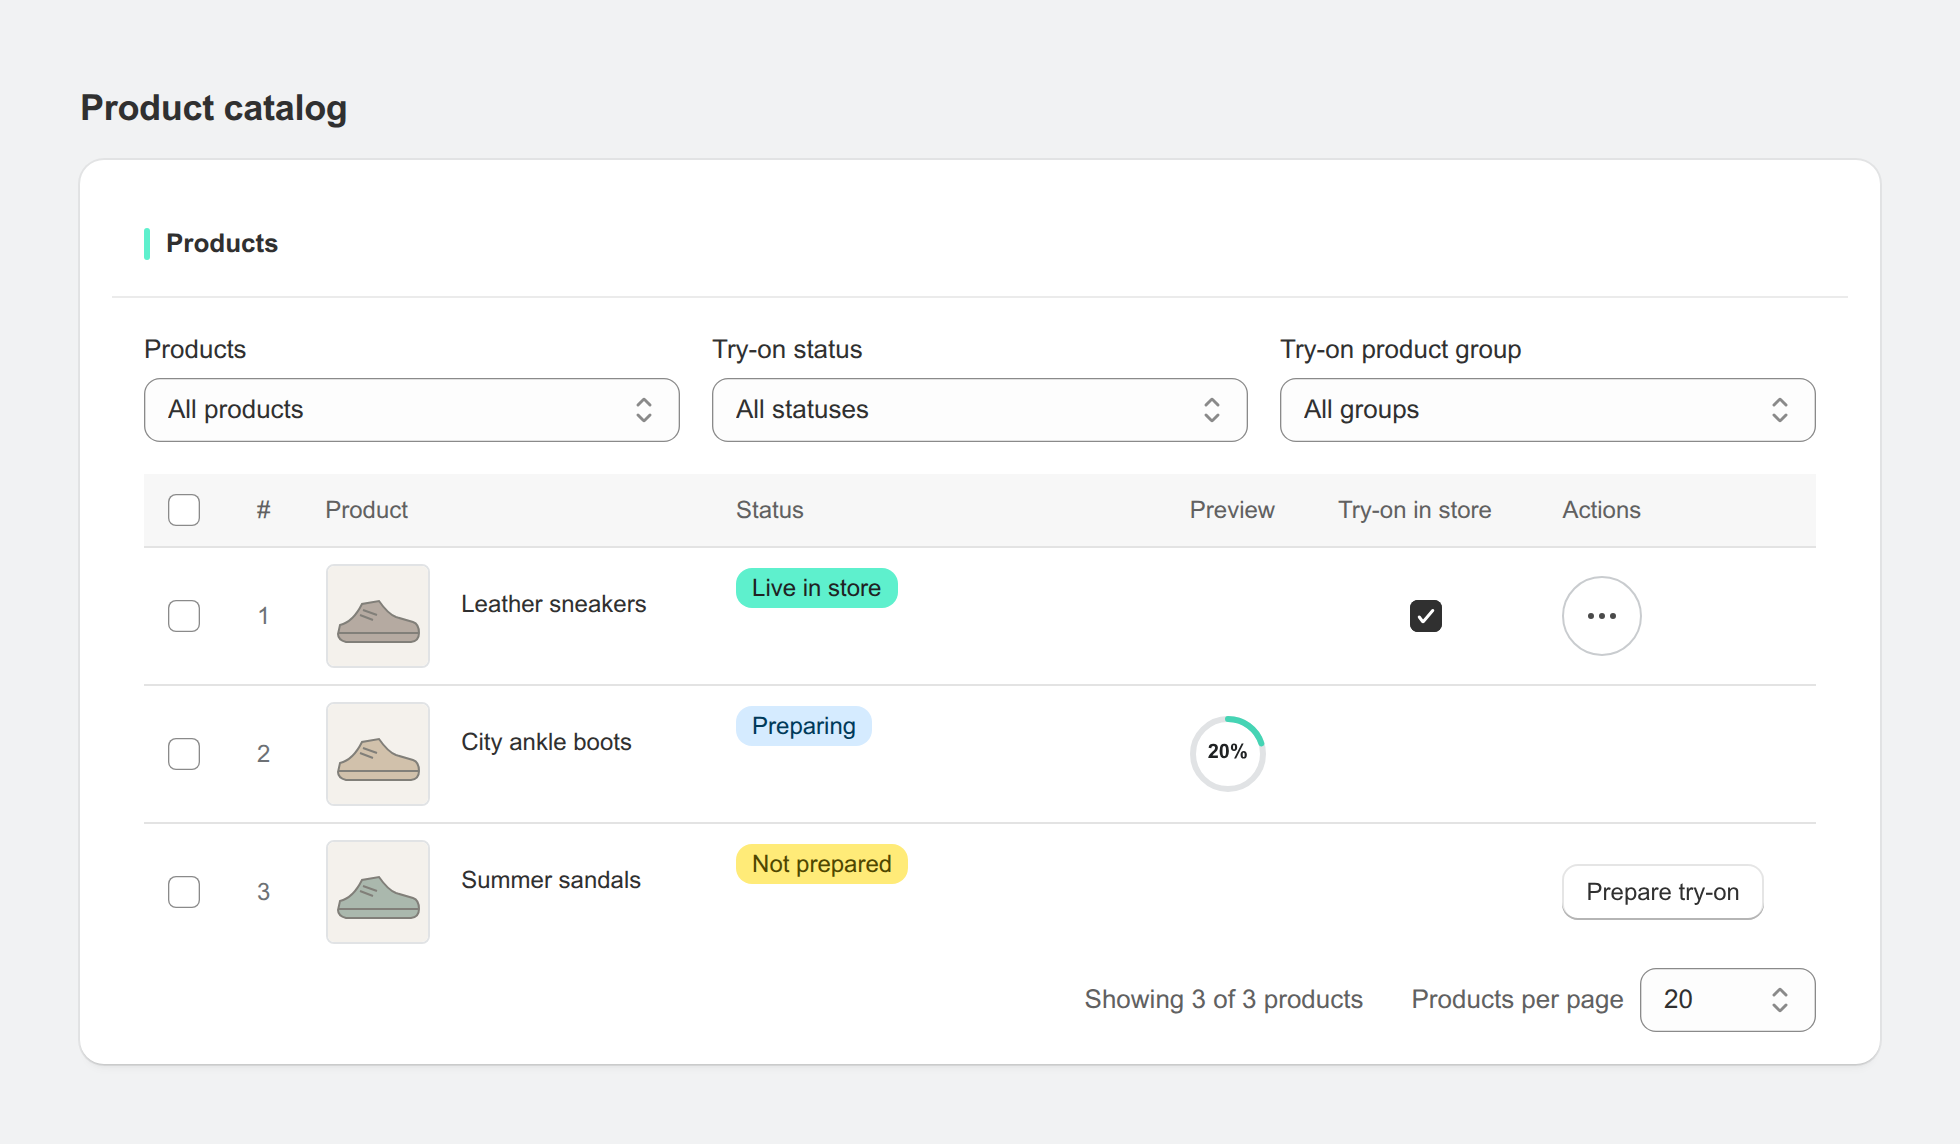 Product catalog
Products
Products
Try-on status
Try-on product group
All products
All statuses
All groups
# Product Status Preview Try-on in store Actions
1 Leather sneakers Live in store
2 City ankle boots Preparing 20%
3 Summer sandals Not prepared Prepare try-on
Showing 3 of 3 products Products per page 20